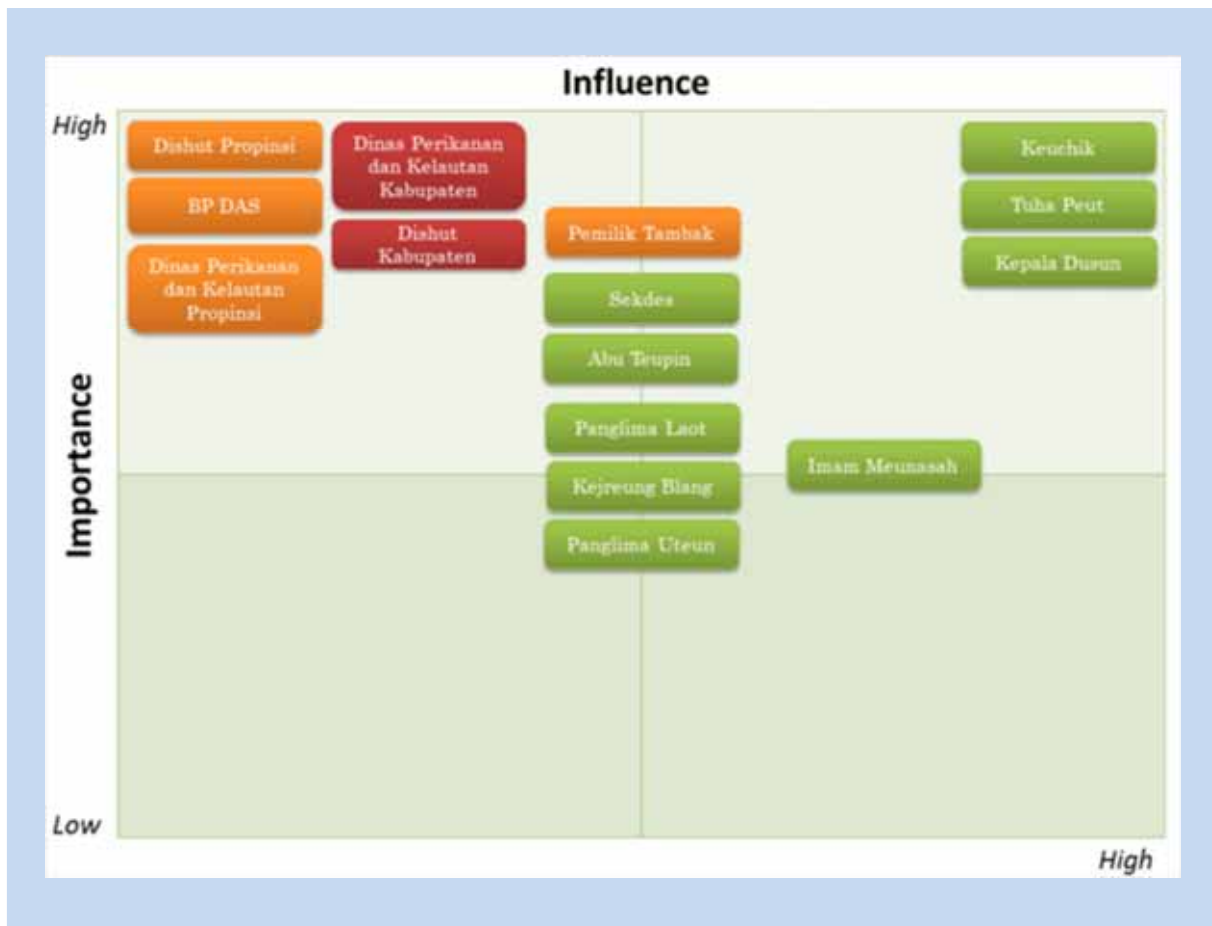 Influence
High
Dishut Propinsi
BP DAS
Dinas Perikanan
dan Kelautan
Propinsi
Dinas Perikanan
dan Kelautan
Kabupaten
Dishut
Kabupaten
Pemilik Tambak
Sekdes
Abu Teupin
Panglima Laot
Kejreung Blang
Panglima Uteun
Imam Meunasah
Keuchik
Tuha Peut
Kepala Dusun
Importance
Low
High